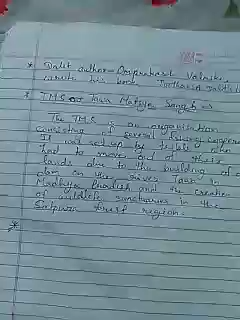 * Dalit author - Omprakash Valmiki
wrote his book Joothan
* TMS or Tawa Matsya Sangh →
The TMS is an organisation
consisting of several fishing
It was set up by tribals who
had to move out of their
lands due to the building of a
dam on the river Tawa in
Madhya Pradesh and the creation
of wildlife sanctuaries in the
Satpura forest region.
*